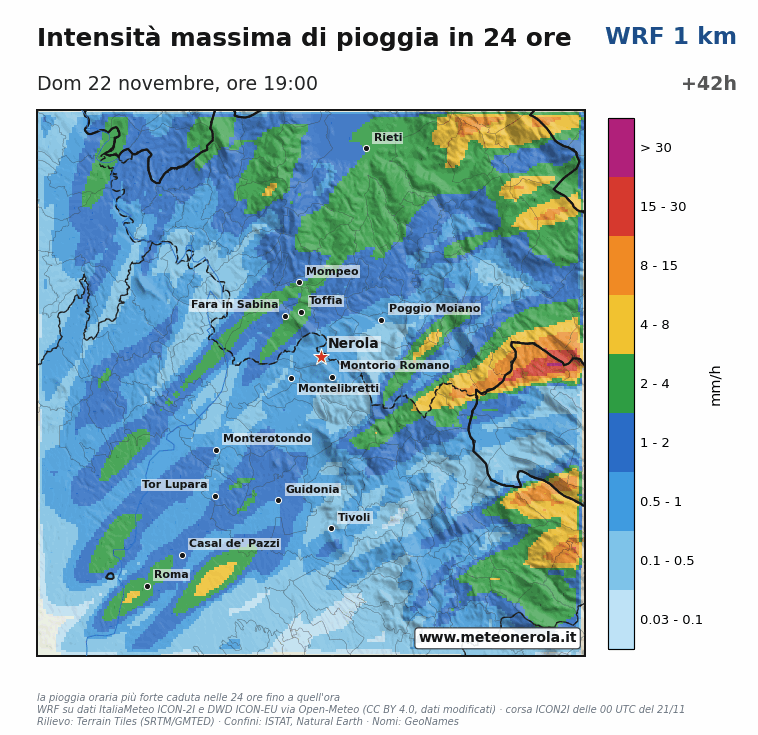 Intensità massima di pioggia in 24 ore
WRF 1 km
Dom 22 novembre, ore 19:00
+42h
Rieti
Mompeo
Fara in Sabina
Toffia
Poggio Moiano
Nerola
Montorio Romano
Montelibretti
Monterotondo
Tor Lupara
Guidonia
Tivoli
Casal de' Pazzi
Roma
www.meteonerola.it
> 30
15 - 30
8 - 15
4 - 8
2 - 4
1 - 2
0.5 - 1
0.1 - 0.5
0.03 - 0.1
mm/h
la pioggia oraria più forte caduta nelle 24 ore fino a quell'ora
WRF su dati ItaliaMeteo ICON-2I e DWD ICON-EU via Open-Meteo (CC BY 4.0, dati modificati) · corsa ICON2I delle 00 UTC del 21/11
Rilievo: Terrain Tiles (SRTM/GMTED) · Confini: ISTAT, Natural Earth · Nomi: GeoNames